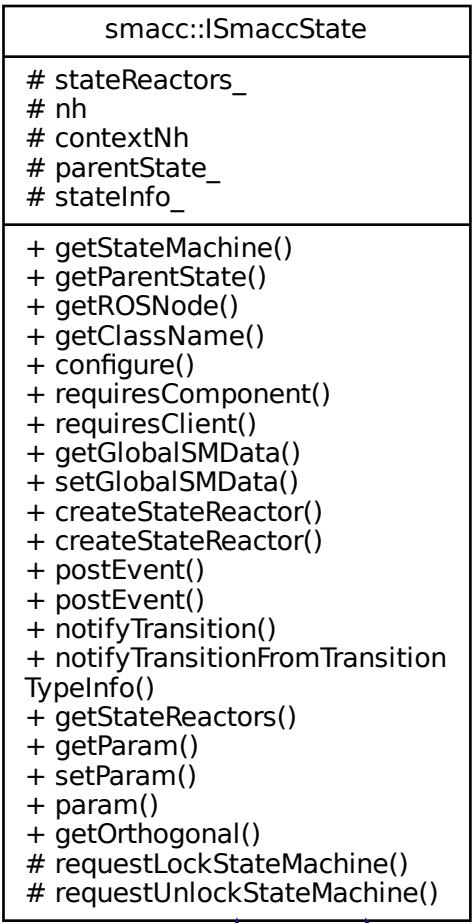 smacc::ISmaccState
# stateReactors_
# nh
# contextNh
# parentState_
# stateInfo_
+ getStateMachine()
+ getParentState()
+ getROSNode()
+ getClassName()
+ configure()
+ requiresComponent()
+ requiresClient()
+ getGlobalSMData()
+ setGlobalSMData()
+ createStateReactor()
+ createStateReactor()
+ postEvent()
+ postEvent()
+ notifyTransition()
+ notifyTransitionFromTransition
TypeInfo()
+ getStateReactors()
+ getParam()
+ setParam()
+ param()
+ getOrthogonal()
# requestLockStateMachine()
# requestUnlockStateMachine()